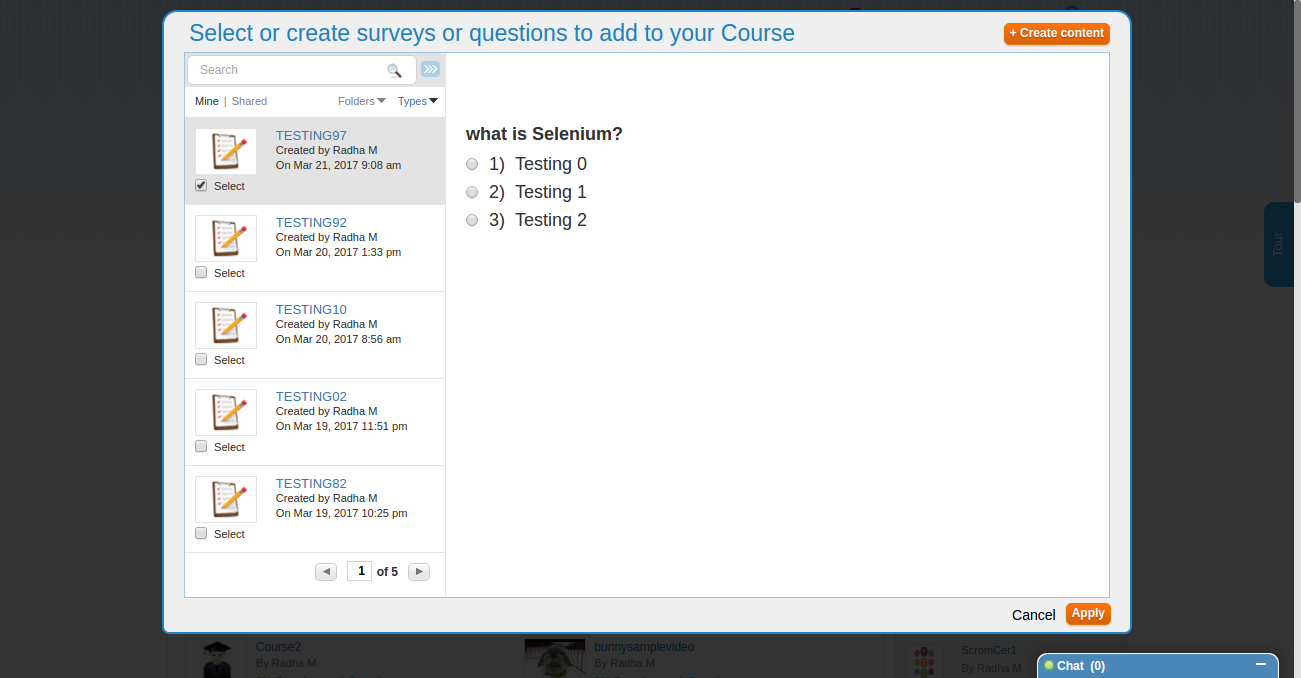 Select or create surveys or questions to add to your Course
+ Create content
Search
Mine | Shared
Folders
Types
TESTING97
Created by Radha M
On Mar 21, 2017 9:08 am
Select
TESTING92
Created by Radha M
On Mar 20, 2017 1:33 pm
Select
TESTING10
Created by Radha M
On Mar 20, 2017 8:56 am
Select
TESTING02
Created by Radha M
On Mar 19, 2017 11:51 pm
Select
TESTING82
Created by Radha M
On Mar 19, 2017 10:25 pm
Select
1 of 5
what is Selenium?
1) Testing 0
2) Testing 1
3) Testing 2
Tour
Cancel
Apply
Course2
By Radha M
bunnysamplevideo
By Radha M
ScromCer1
By Radha M
Chat (0)